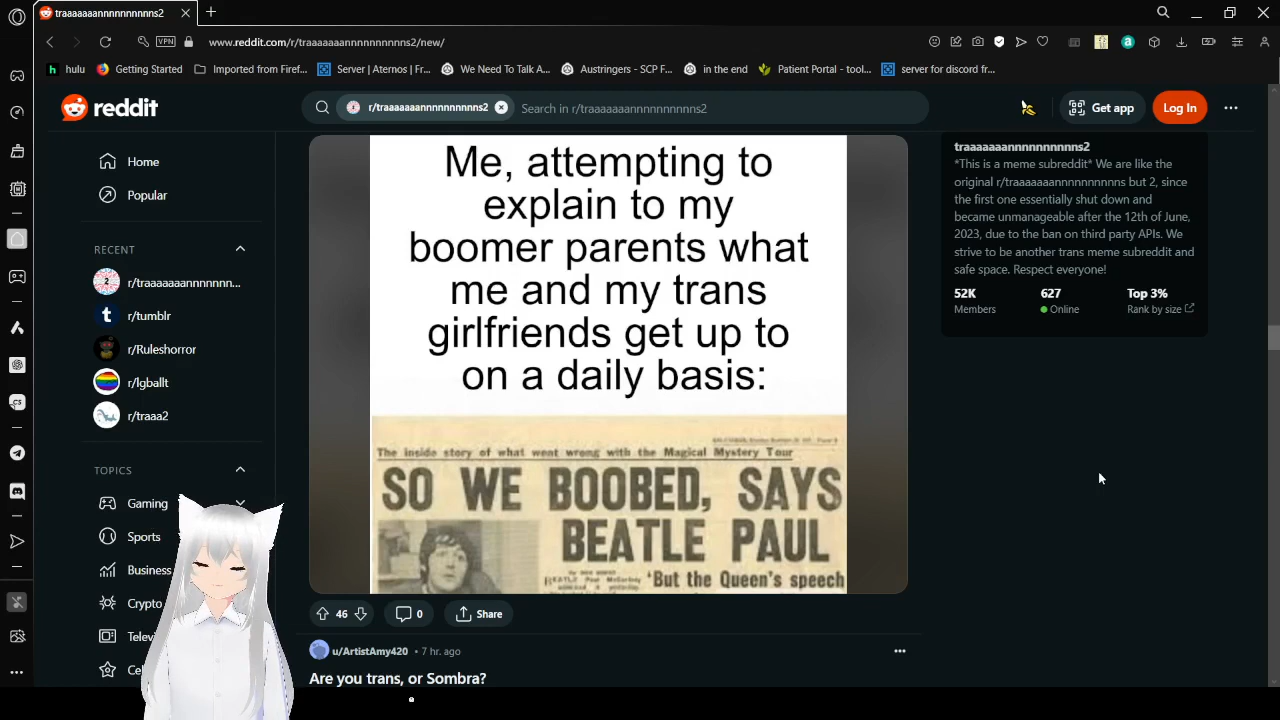 traaaaaaannnnnnnnnns2
VPN
www.reddit.com/r/traaaaaaannnnnnnnnns2/new/
hulu
Getting Started
Imported from Firef...
Server | Aternos | Fr...
We Need To Talk A...
Austringers - SCP F...
in the end
Patient Portal - tool...
server for discord fr...
reddit
r/traaaaaaannnnnnnnnns2
Search in r/traaaaaaannnnnnnnnns2
Get app
Log In
Home
Popular
RECENT
r/traaaaaaannnnnnn...
r/tumblr
r/Ruleshorror
r/lgballt
r/traaa2
TOPICS
Gaming
Sports
Business
Crypto
Me, attempting to
explain to my
boomer parents what
me and my trans
girlfriends get up to
on a daily basis:
The inside story of what went wrong with the Magical Mystery Tour
SO WE BOOBED, SAYS
BEATLE PAUL
'But the Queen's speech
46
0
Share
u/ArtistAmy420 • 7 hr. ago
Are you trans, or Sombra?
traaaaaaannnnnnnnnns2
*This is a meme subreddit* We are like the
original r/traaaaaaannnnnnnnnns but 2, since
the first one essentially shut down and
became unmanageable after the 12th of June,
2023, due to the ban on third party APIs. We
strive to be another trans meme subreddit and
safe space. Respect everyone!
52K
Members
627
Online
Top 3%
Rank by size